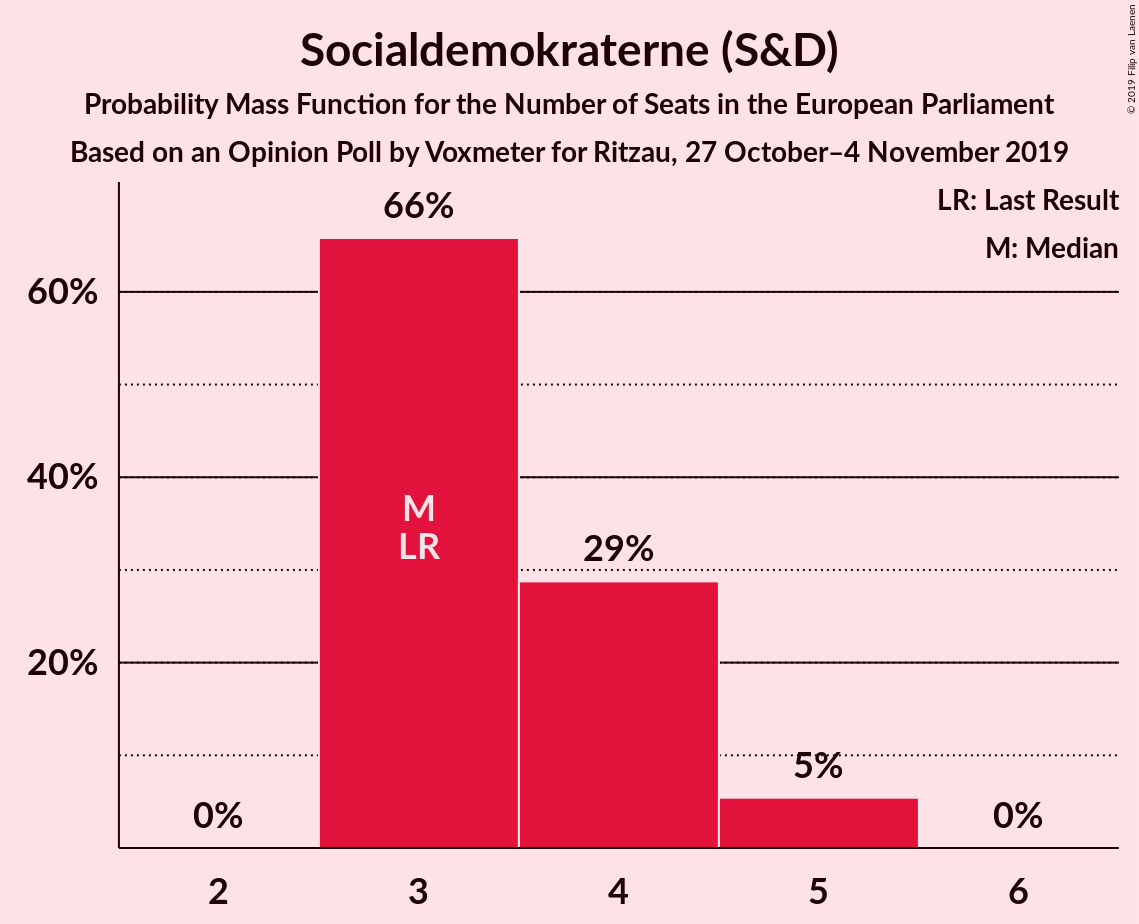 Socialdemokraterne (S&D)
Probability Mass Function for the Number of Seats in the European Parliament
Based on an Opinion Poll by Voxmeter for Ritzau, 27 October–4 November 2019
© 2019 Filip van Laenen
LR: Last Result
M: Median
66%
60%
40%
M
LR
29%
20%
5%
0%
0%
2
3
4
5
6